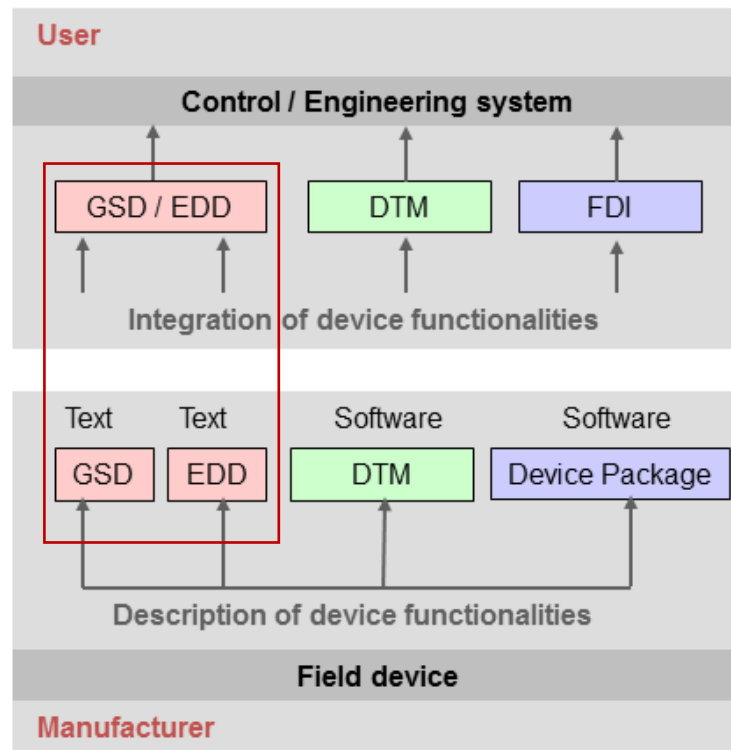 User
Control / Engineering system
GSD / EDD
DTM
FDI
Integration of device functionalities
Text Text Software Software
GSD EDD DTM Device Package
Description of device functionalities
Field device
Manufacturer